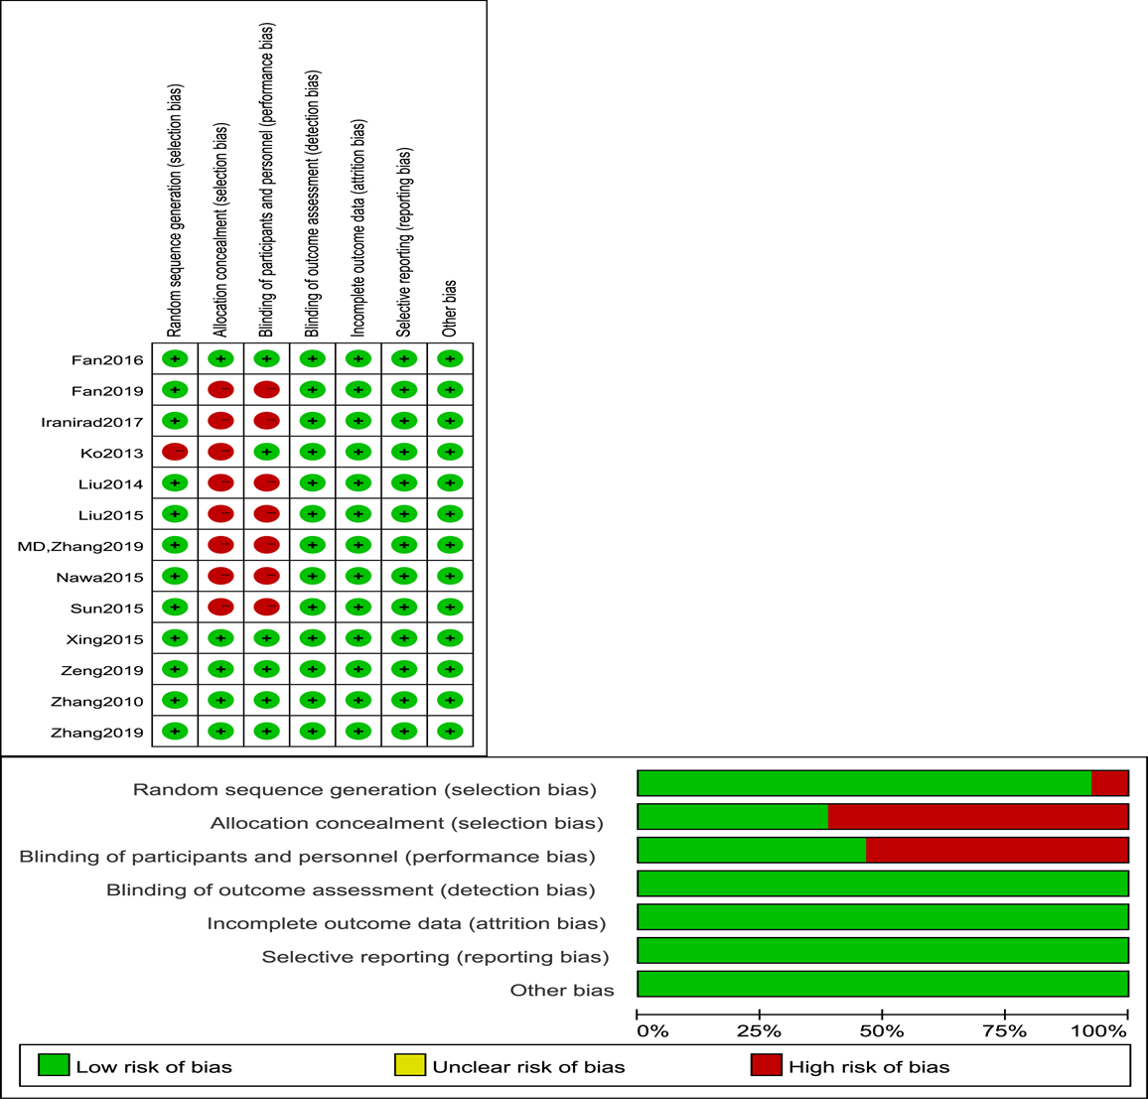 Random sequence generation (selection bias)
Allocation concealment (selection bias)
Blinding of participants and personnel (performance bias)
Blinding of outcome assessment (detection bias)
Incomplete outcome data (attrition bias)
Selective reporting (reporting bias)
Other bias
Fan2016 + + + + + + +
Fan2019 + - - + + + +
Iranirad2017 + - - + + + +
Ko2013 - - + + + + +
Liu2014 + - - + + + +
Liu2015 + - - + + + +
MD,Zhang2019 + - - + + + +
Nawa2015 + - - + + + +
Sun2015 + - - + + + +
Xing2015 + + + + + + +
Zeng2019 + + + + + + +
Zhang2010 + + + + + + +
Zhang2019 + + + + + + +
Random sequence generation (selection bias)
Allocation concealment (selection bias)
Blinding of participants and personnel (performance bias)
Blinding of outcome assessment (detection bias)
Incomplete outcome data (attrition bias)
Selective reporting (reporting bias)
Other bias
0% 25% 50% 75% 100%
Low risk of bias Unclear risk of bias High risk of bias